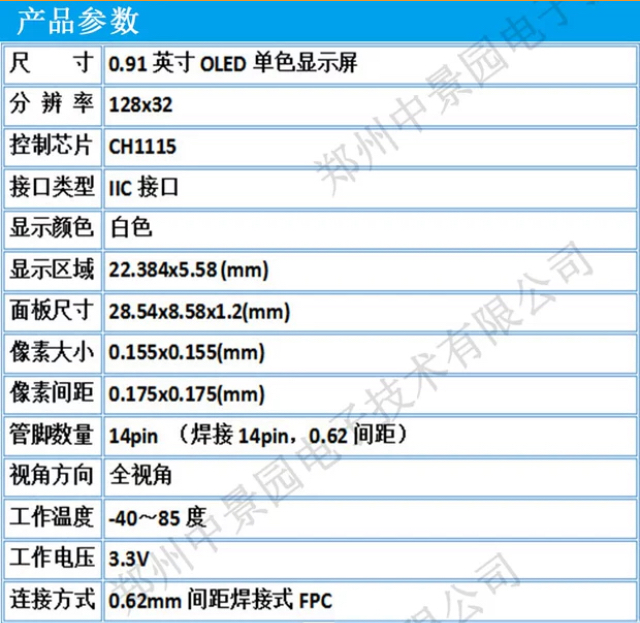 产品参数
尺 寸 0.91 英寸 OLED 单色显示屏
分 辨 率 128x32
控制芯片 CH1115
接口类型 IIC 接口
显示颜色 白色
显示区域 22.384x5.58 (mm)
面板尺寸 28.54x8.58x1.2(mm)
像素大小 0.155x0.155(mm)
像素间距 0.175x0.175(mm)
管脚数量 14pin （焊接 14pin，0.62 间距）
视角方向 全视角
工作温度 -40～85 度
工作电压 3.3V
连接方式 0.62mm 间距焊接式 FPC
郑州中景园电子
郑州中景园电子技术有限公司
限公司